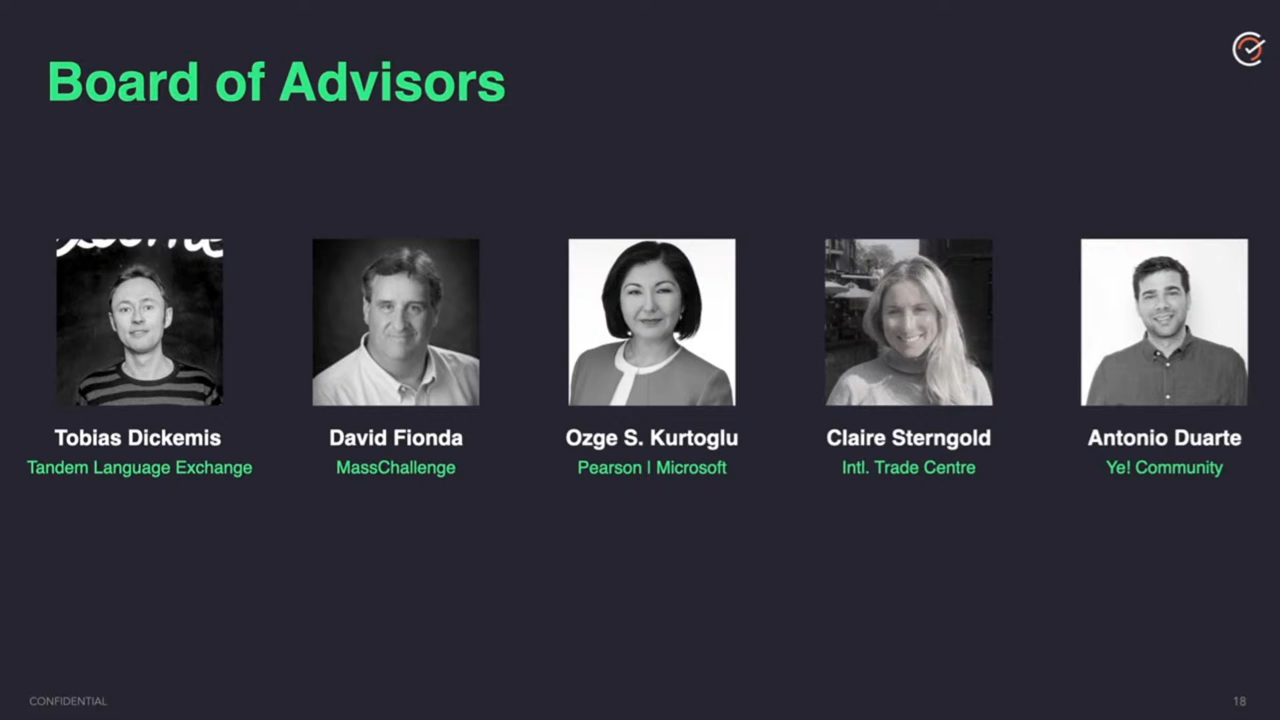 Board of Advisors
Tobias Dickemis
Tandem Language Exchange
David Fionda
MassChallenge
Ozge S. Kurtoglu
Pearson | Microsoft
Claire Sterngold
Intl. Trade Centre
Antonio Duarte
Ye! Community
CONFIDENTIAL
18